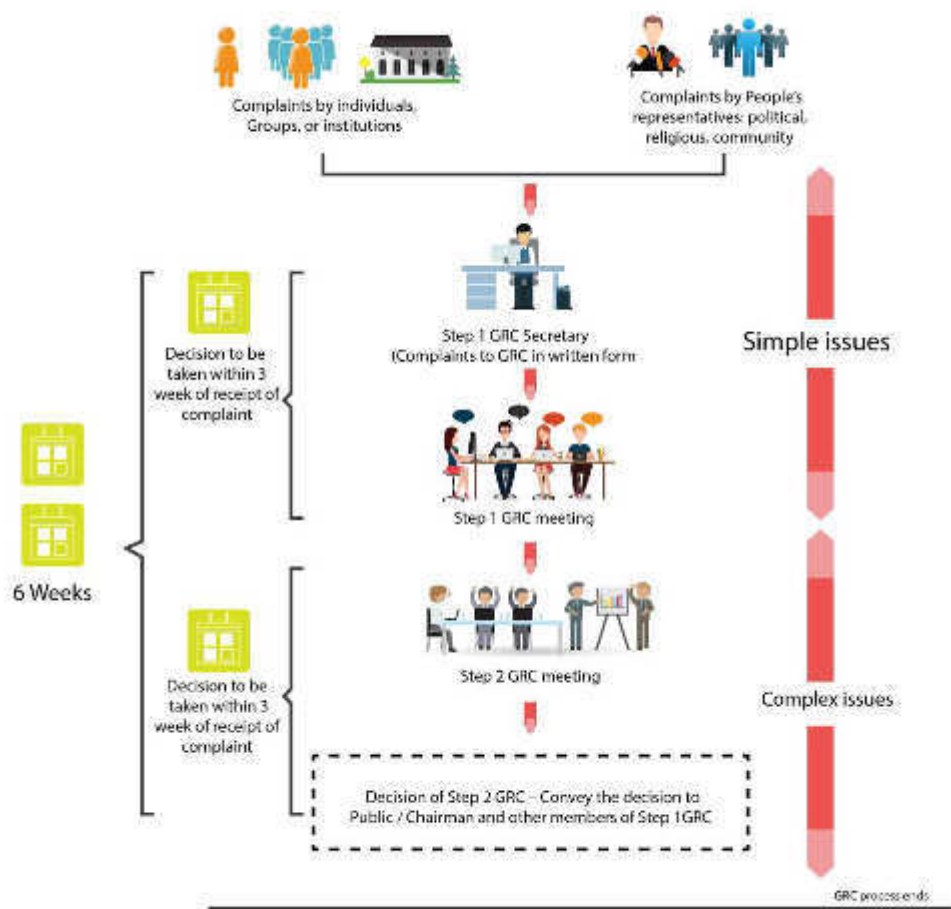 Complaints by individuals,
Groups, or institutions
Complaints by People's
representatives: political,
religious, community
Step 1 GRC Secretary
(Complaints to GRC in written form
Simple issues
Decision to be
taken within 3
week of receipt of
complaint
Step 1 GRC meeting
6 Weeks
Step 2 GRC meeting
Decision to be
taken within 3
week of receipt of
complaint
Complex issues
Decision of Step 2 GRC – Convey the decision to
Public / Chairman and other members of Step 1GRC
GRC process ends